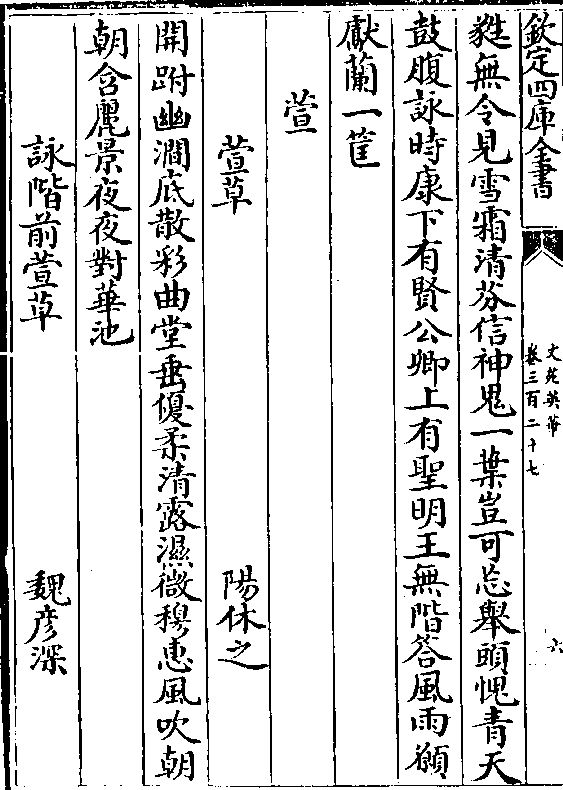 欽定四庫全書
文苑英華
卷三百二十七
六
蕤無令見雪霜清芬信神鬼一葉豈可忘舉頭愧青天
鼓腹詠時康下有賢公卿上有聖明王無階答風雨願
獻蘭一筐
萱
萱草 陽休之
開跗幽澗底散彩曲堂垂優柔清露濕微穆惠風吹朝
朝含麗景夜夜對華池
詠階前萱草 魏彦深